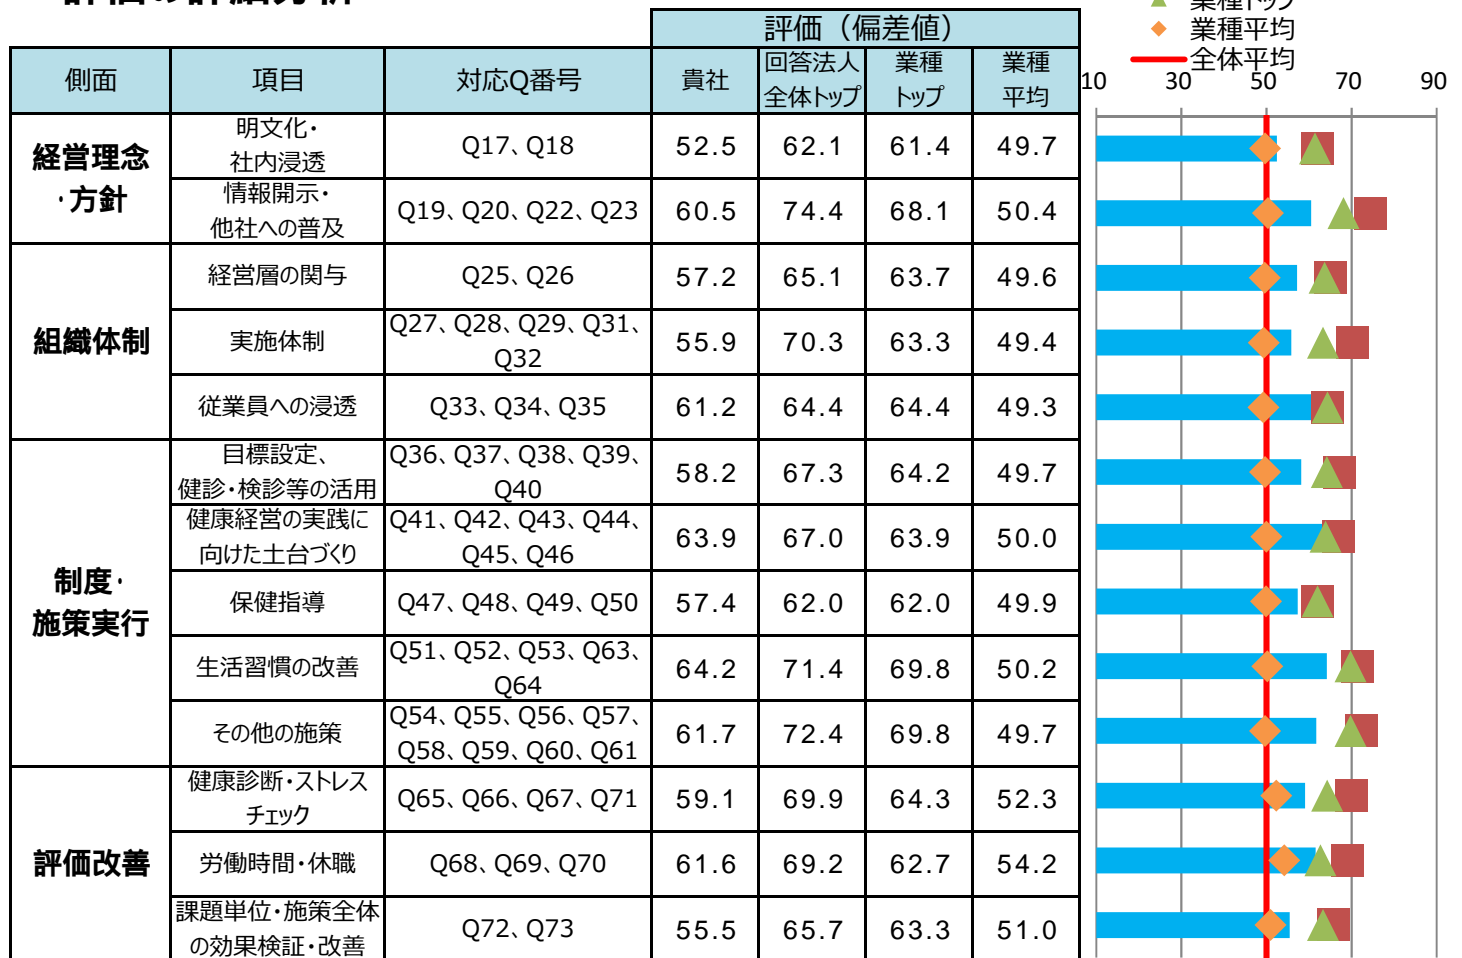 評価の詳細分析
業種トップ
業種平均
全体平均
評価（偏差値）
側面 項目 対応Q番号 貴社 回答法人全体トップ 業種トップ 業種平均
10 30 50 70 90
経営理念・方針
明文化・社内浸透 Q17、Q18 52.5 62.1 61.4 49.7
情報開示・他社への普及 Q19、Q20、Q22、Q23 60.5 74.4 68.1 50.4
組織体制
経営層の関与 Q25、Q26 57.2 65.1 63.7 49.6
実施体制 Q27、Q28、Q29、Q31、Q32 55.9 70.3 63.3 49.4
従業員への浸透 Q33、Q34、Q35 61.2 64.4 64.4 49.3
制度・施策実行
目標設定、健診・検診等の活用 Q36、Q37、Q38、Q39、Q40 58.2 67.3 64.2 49.7
健康経営の実践に向けた土台づくり Q41、Q42、Q43、Q44、Q45、Q46 63.9 67.0 63.9 50.0
保健指導 Q47、Q48、Q49、Q50 57.4 62.0 62.0 49.9
生活習慣の改善 Q51、Q52、Q53、Q63、Q64 64.2 71.4 69.8 50.2
その他の施策 Q54、Q55、Q56、Q57、Q58、Q59、Q60、Q61 61.7 72.4 69.8 49.7
評価改善
健康診断・ストレスチェック Q65、Q66、Q67、Q71 59.1 69.9 64.3 52.3
労働時間・休職 Q68、Q69、Q70 61.6 69.2 62.7 54.2
課題単位・施策全体の効果検証・改善 Q72、Q73 55.5 65.7 63.3 51.0